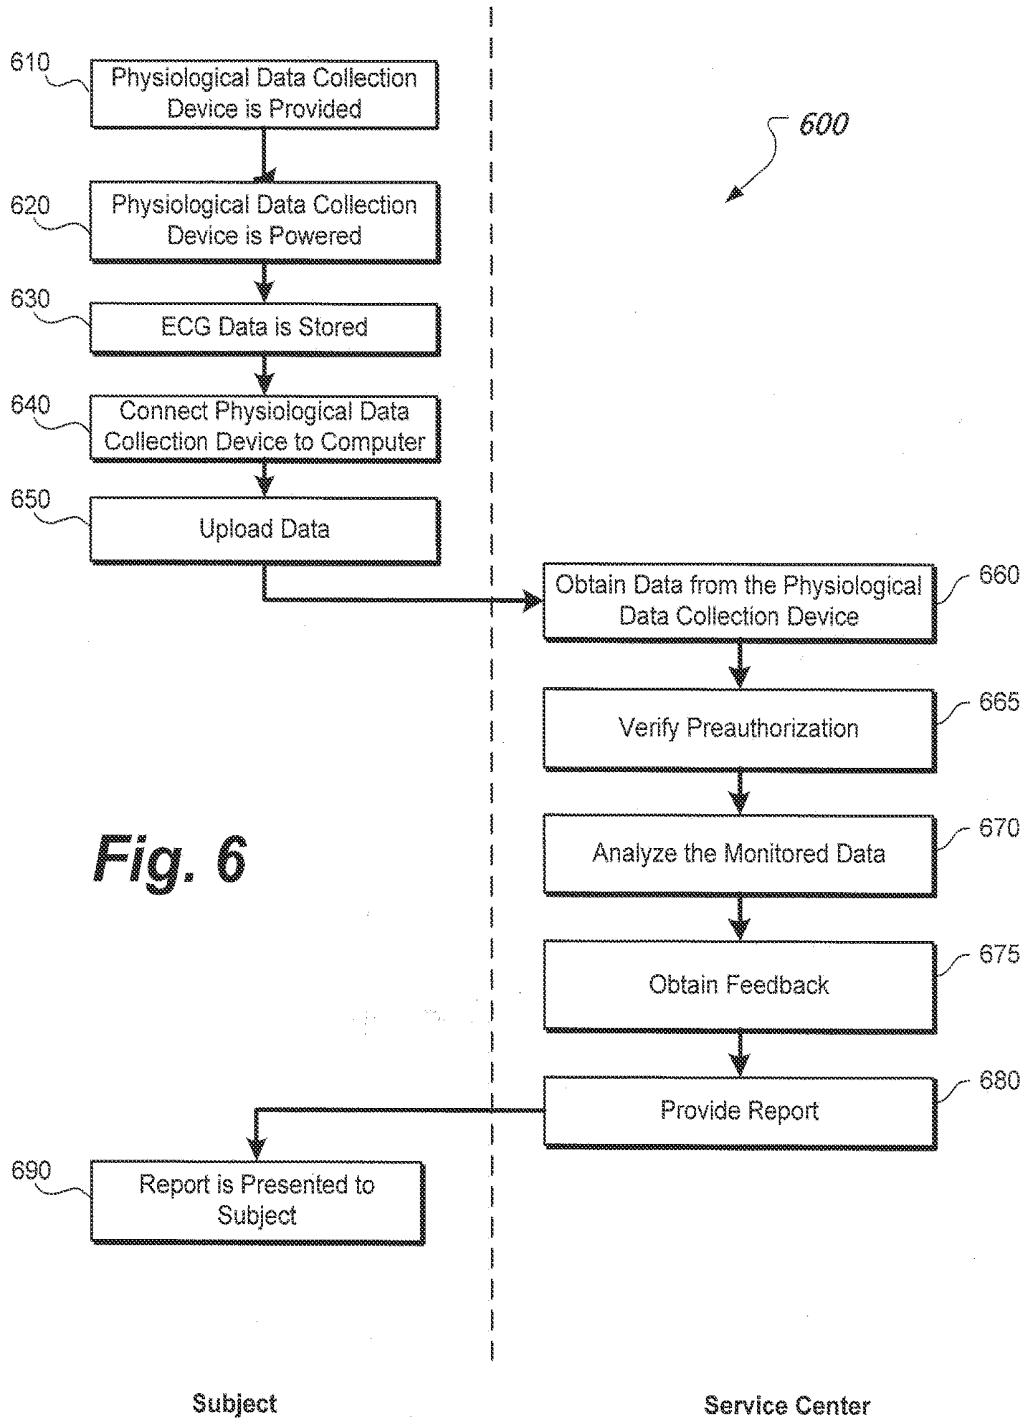 610
Physiological Data Collection
Device is Provided
600
620
Physiological Data Collection
Device is Powered
630
ECG Data is Stored
640
Connect Physiological Data
Collection Device to Computer
650
Upload Data
Obtain Data from the Physiological
Data Collection Device
660
Verify Preauthorization
665
Analyze the Monitored Data
670
Fig. 6
Obtain Feedback
675
Provide Report
680
690
Report is Presented to
Subject
Subject
Service Center